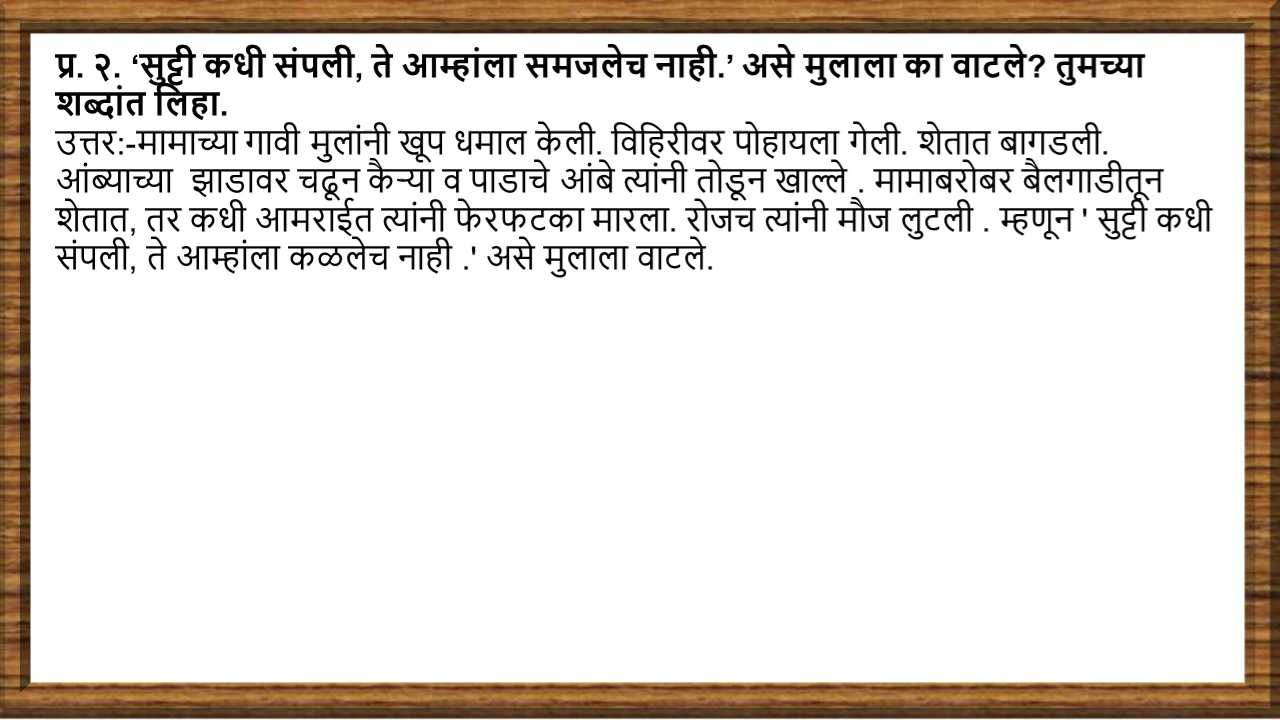 प्र. २. ‘सुट्टी कधी संपली, ते आम्हांला समजलेच नाही.’ असे मुलाला का वाटले? तुमच्या
शब्दांत लिहा.
उत्तर:-मामाच्या गावी मुलांनी खूप धमाल केली. विहिरीवर पोहायला गेली. शेतात बागडली.
आंब्याच्या झाडावर चढून कैऱ्या व पाडाचे आंबे त्यांनी तोडून खाल्ले . मामाबरोबर बैलगाडीतून
शेतात, तर कधी आमराईत त्यांनी फेरफटका मारला. रोजच त्यांनी मौज लुटली . म्हणून ' सुट्टी कधी
संपली, ते आम्हांला कळलेच नाही .' असे मुलाला वाटले.